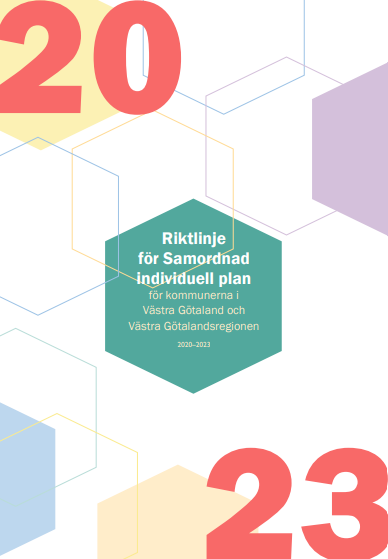 20
Riktlinje
för Samordnad
individuell plan
för kommunerna i
Västra Götaland och
Västra Götalandsregionen
2020–2023
23